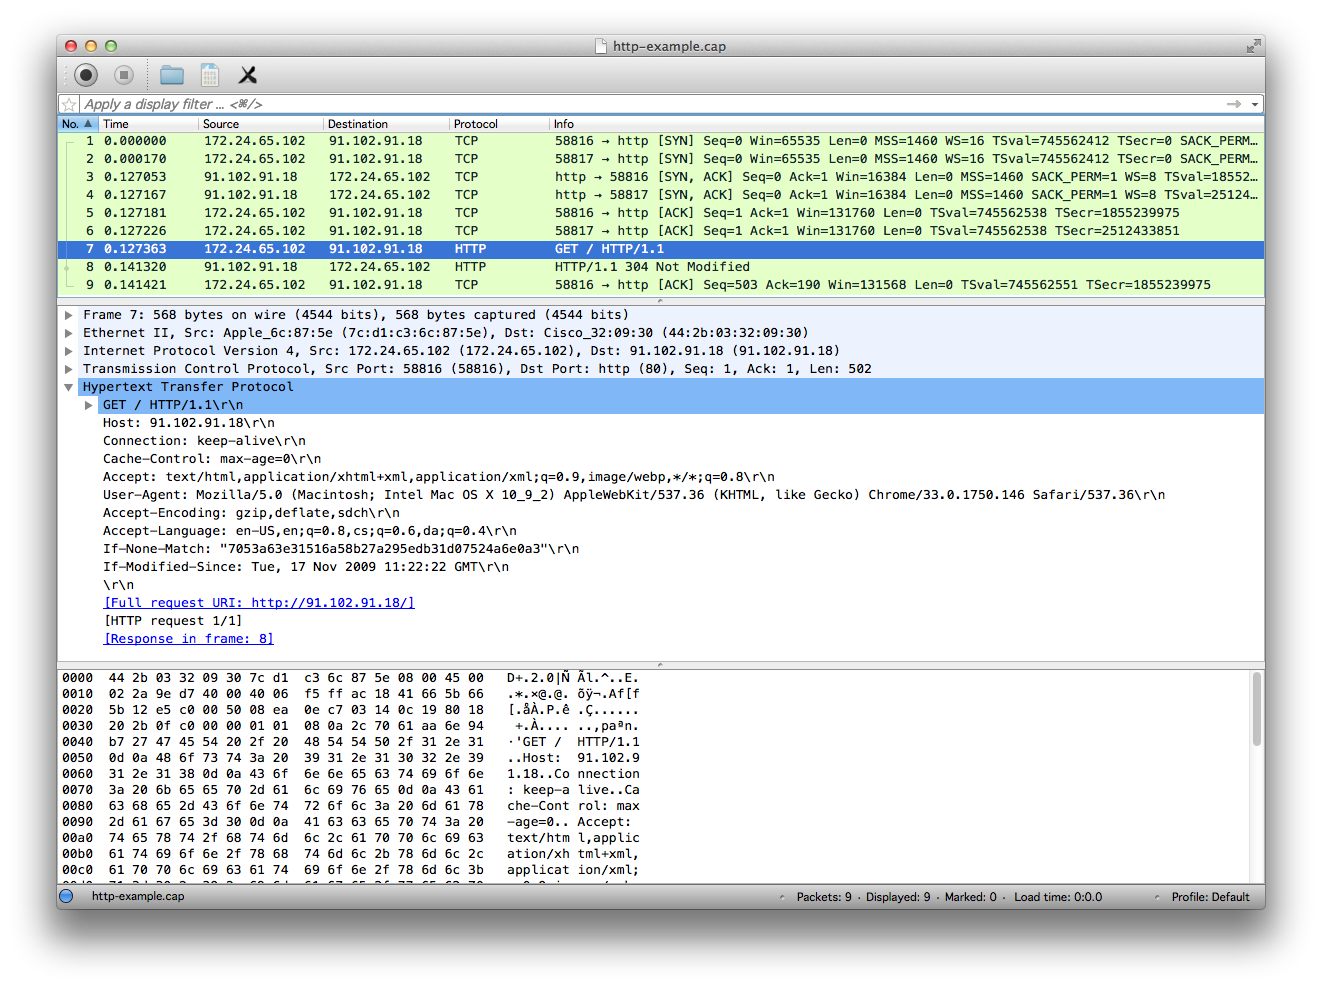 http-example.cap
Apply a display filter ... <⌘/>
No. Time Source Destination Protocol Info
1 0.000000 172.24.65.102 91.102.91.18 TCP 58816 → http [SYN] Seq=0 Win=65535 Len=0 MSS=1460 WS=16 TSval=745562412 TSecr=0 SACK_PERM…
2 0.000170 172.24.65.102 91.102.91.18 TCP 58817 → http [SYN] Seq=0 Win=65535 Len=0 MSS=1460 WS=16 TSval=745562412 TSecr=0 SACK_PERM…
3 0.127053 91.102.91.18 172.24.65.102 TCP http → 58816 [SYN, ACK] Seq=0 Ack=1 Win=16384 Len=0 MSS=1460 SACK_PERM=1 WS=8 TSval=18552…
4 0.127167 91.102.91.18 172.24.65.102 TCP http → 58817 [SYN, ACK] Seq=0 Ack=1 Win=16384 Len=0 MSS=1460 SACK_PERM=1 WS=8 TSval=25124…
5 0.127181 172.24.65.102 91.102.91.18 TCP 58816 → http [ACK] Seq=1 Ack=1 Win=131760 Len=0 TSval=745562538 TSecr=1855239975
6 0.127226 172.24.65.102 91.102.91.18 TCP 58817 → http [ACK] Seq=1 Ack=1 Win=131760 Len=0 TSval=745562538 TSecr=2512433851
7 0.127363 172.24.65.102 91.102.91.18 HTTP GET / HTTP/1.1
8 0.141320 91.102.91.18 172.24.65.102 HTTP HTTP/1.1 304 Not Modified
9 0.141421 172.24.65.102 91.102.91.18 TCP 58816 → http [ACK] Seq=503 Ack=190 Win=131568 Len=0 TSval=745562551 TSecr=1855239975
Frame 7: 568 bytes on wire (4544 bits), 568 bytes captured (4544 bits)
Ethernet II, Src: Apple_6c:87:5e (7c:d1:c3:6c:87:5e), Dst: Cisco_32:09:30 (44:2b:03:32:09:30)
Internet Protocol Version 4, Src: 172.24.65.102 (172.24.65.102), Dst: 91.102.91.18 (91.102.91.18)
Transmission Control Protocol, Src Port: 58816 (58816), Dst Port: http (80), Seq: 1, Ack: 1, Len: 502
Hypertext Transfer Protocol
GET / HTTP/1.1\r\n
Host: 91.102.91.18\r\n
Connection: keep-alive\r\n
Cache-Control: max-age=0\r\n
Accept: text/html,application/xhtml+xml,application/xml;q=0.9,image/webp,*/*;q=0.8\r\n
User-Agent: Mozilla/5.0 (Macintosh; Intel Mac OS X 10_9_2) AppleWebKit/537.36 (KHTML, like Gecko) Chrome/33.0.1750.146 Safari/537.36\r\n
Accept-Encoding: gzip,deflate,sdch\r\n
Accept-Language: en-US,en;q=0.8,cs;q=0.6,da;q=0.4\r\n
If-None-Match: "7053a63e31516a58b27a295edb31d07524a6e0a3"\r\n
If-Modified-Since: Tue, 17 Nov 2009 11:22:22 GMT\r\n
\r\n
[Full request URI: http://91.102.91.18/]
[HTTP request 1/1]
[Response in frame: 8]
0000 44 2b 03 32 09 30 7c d1 c3 6c 87 5e 08 00 45 00 D+.2.0|Ñ Ãl.^..E.
0010 02 2a 9e d7 40 00 40 06 f5 ff ac 18 41 66 5b 66 .*.×@.@. õÿ¬.Af[f
0020 5b 12 e5 c0 00 50 08 ea 0e c7 03 14 0c 19 80 18 [.åÀ.P.ê .Ç......
0030 20 2b 0f c0 00 00 01 01 08 0a 2c 70 61 aa 6e 94 +.À.... ..,paªn.
0040 b7 27 47 45 54 20 2f 20 48 54 54 50 2f 31 2e 31 ·'GET / HTTP/1.1
0050 0d 0a 48 6f 73 74 3a 20 39 31 2e 31 30 32 2e 39 ..Host: 91.102.9
0060 31 2e 31 38 0d 0a 43 6f 6e 6e 65 63 74 69 6f 6e 1.18..Co nnection
0070 3a 20 6b 65 65 70 2d 61 6c 69 76 65 0d 0a 43 61 : keep-a live..Ca
0080 63 68 65 2d 43 6f 6e 74 72 6f 6c 3a 20 6d 61 78 che-Cont rol: max
0090 2d 61 67 65 3d 30 0d 0a 41 63 63 65 70 74 3a 20 -age=0.. Accept:
00a0 74 65 78 74 2f 68 74 6d 6c 2c 61 70 70 6c 69 63 text/htm l,applic
00b0 61 74 69 6f 6e 2f 78 68 74 6d 6c 2b 78 6d 6c 2c ation/xh tml+xml,
00c0 61 70 70 6c 69 63 61 74 69 6f 6e 2f 78 6d 6c 3b applicat ion/xml;
http-example.cap Packets: 9 · Displayed: 9 · Marked: 0 · Load time: 0:0.0 Profile: Default